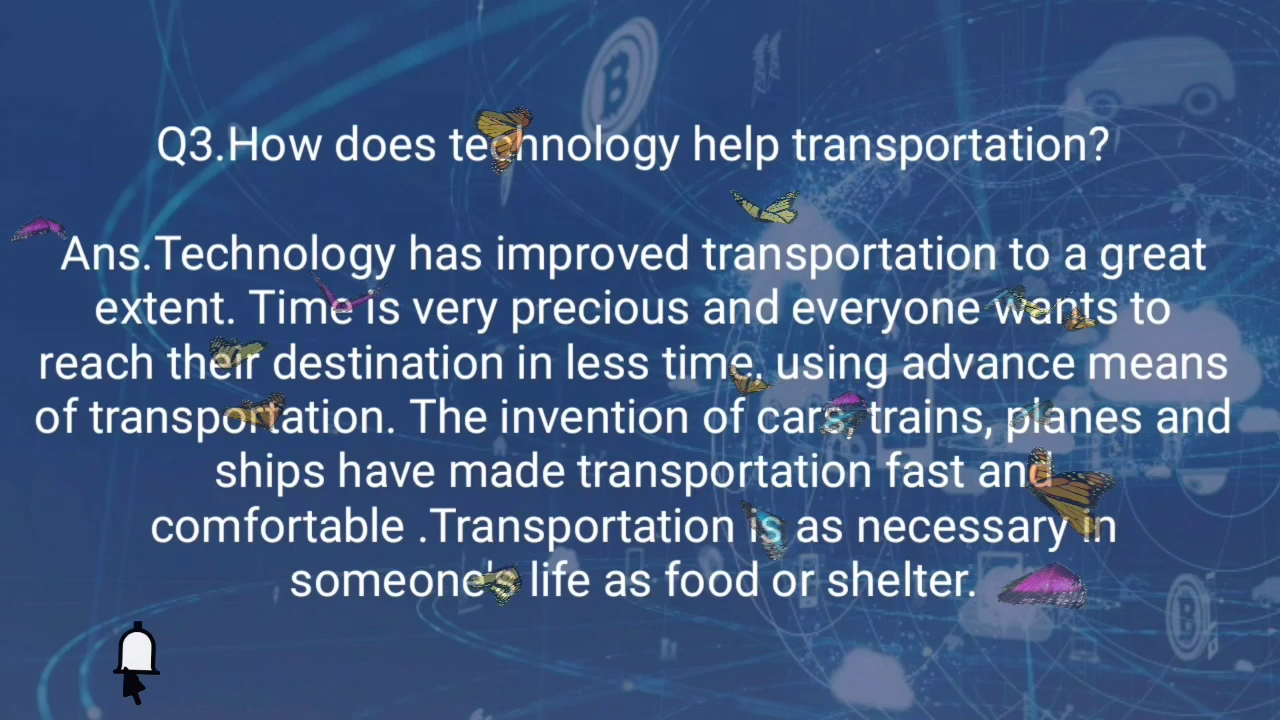 Q3.How does technology help transportation?
Ans.Technology has improved transportation to a great
extent. Time is very precious and everyone wants to
reach their destination in less time, using advance means
of transportation. The invention of cars, trains, planes and
ships have made transportation fast and
comfortable .Transportation is as necessary in
someone's life as food or shelter.